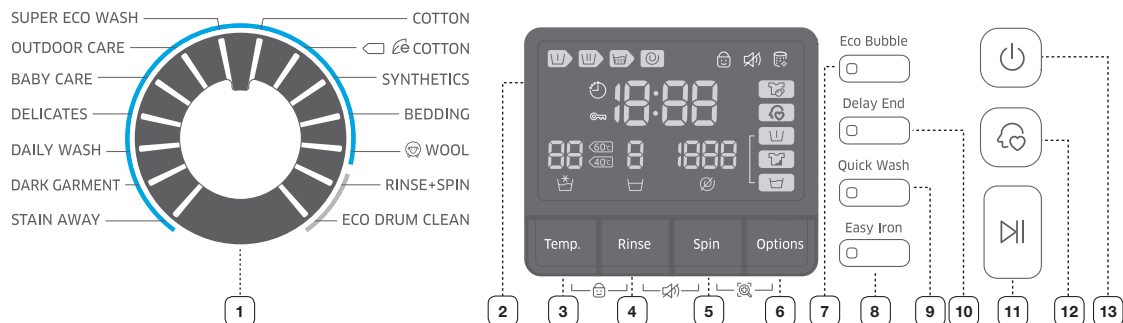 SUPER ECO WASH
OUTDOOR CARE
BABY CARE
DELICATES
DAILY WASH
DARK GARMENT
STAIN AWAY
COTTON
e COTTON
SYNTHETICS
BEDDING
WOOL
RINSE+SPIN
ECO DRUM CLEAN
1
18:88
88 60℃ 8 1888
40℃
Temp. Rinse Spin Options
Eco Bubble
Delay End
Quick Wash
Easy Iron
2 3 4 5 6 7 8 9 10 11 12 13